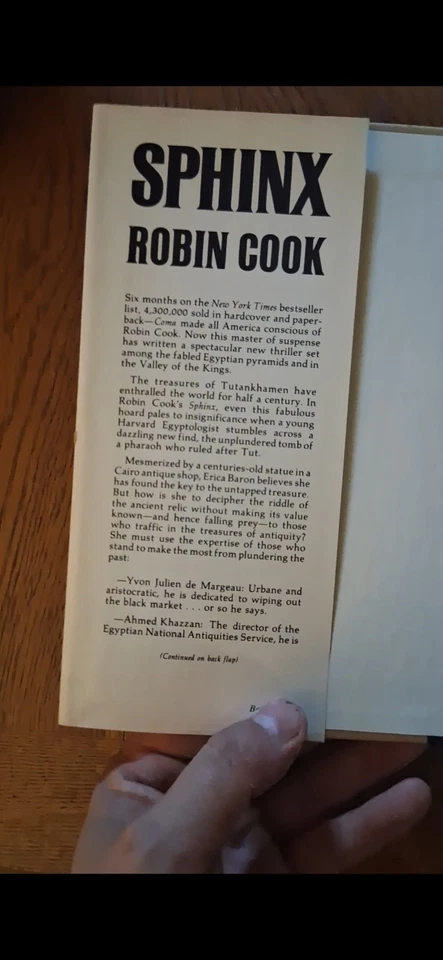 SPHINX
ROBIN COOK
Six months on the New York Times bestseller
list, 4,300,000 sold in hardcover and paper-
back—Coma made all America conscious of
Robin Cook. Now this master of suspense
has written a spectacular new thriller set
among the fabled Egyptian pyramids and in
the Valley of the Kings.
The treasures of Tutankhamen have
enthralled the world for half a century. In
Robin Cook's Sphinx, even this fabulous
hoard pales to insignificance when a young
Harvard Egyptologist stumbles across a
dazzling new find, the unplundered tomb of
a pharaoh who ruled after Tut.
Mesmerized by a centuries-old statue in a
Cairo antique shop, Erica Baron believes she
has found the key to the untapped treasure.
But how is she to decipher the riddle of
the ancient relic without making its value
known—and hence falling prey—to those
who traffic in the treasures of antiquity?
She must use the expertise of those who
stand to make the most from plundering the
past:
—Yvon Julien de Margeau: Urbane and
aristocratic, he is dedicated to wiping out
the black market . . . or so he says.
—Ahmed Khazzan: The director of the
Egyptian National Antiquities Service, he is
(Continued on back flap)